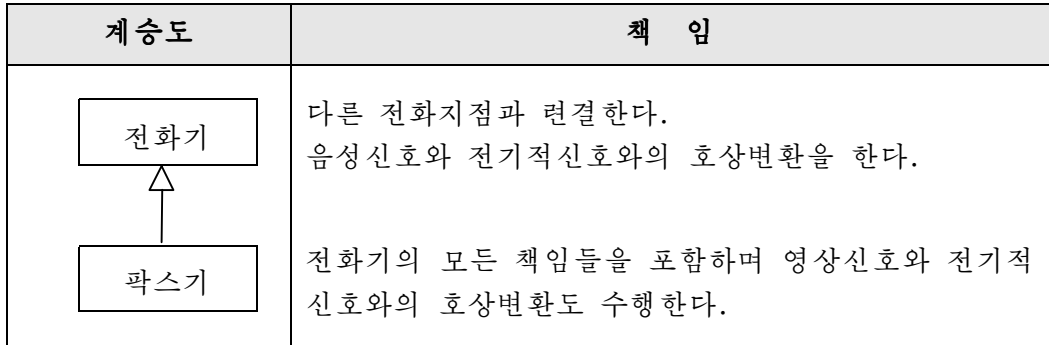 계승도
책 임
전화기
다른 전화지점과 련결한다.
음성신호와 전기적신호와의 호상변환을 한다.
팍스기
전화기의 모든 책임들을 포함하며 영상신호와 전기적
신호와의 호상변환도 수행한다.